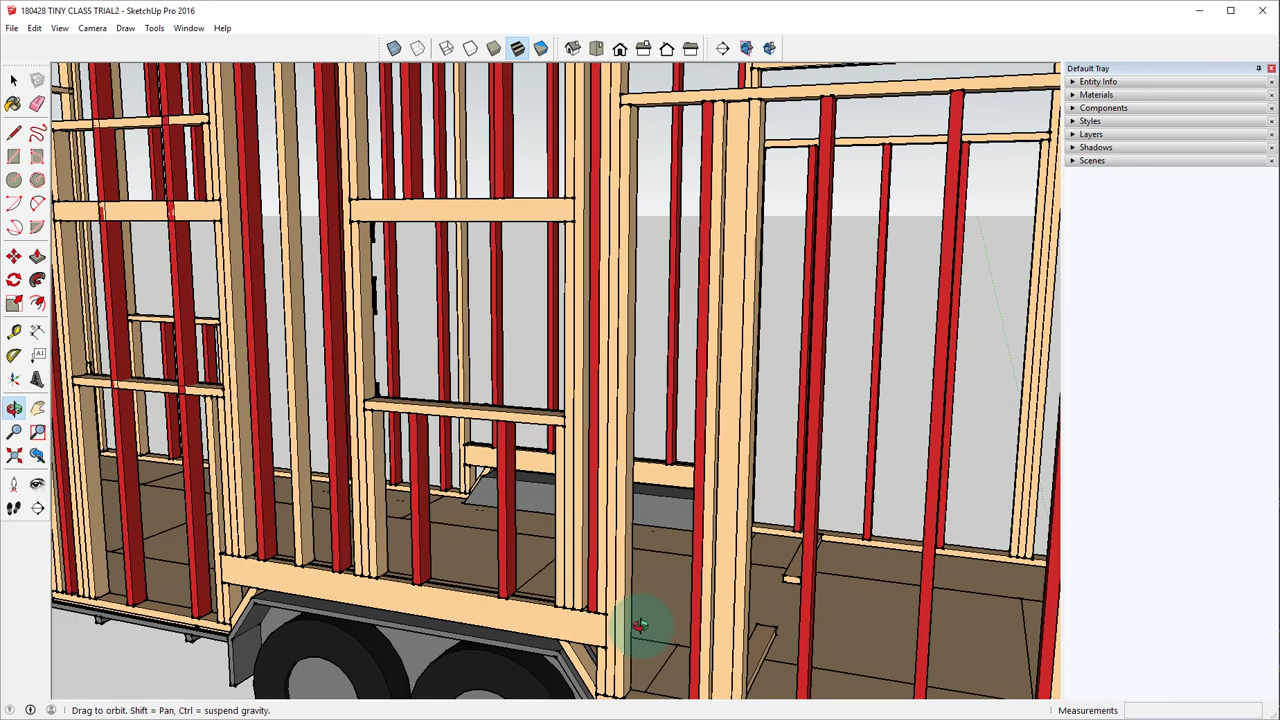 180428 TINY CLASS TRIAL2 - SketchUp Pro 2016
File Edit View Camera Draw Tools Window Help
Default Tray
Entity Info
Materials
Components
Styles
Layers
Shadows
Scenes
A1
Drag to orbit. Shift = Pan, Ctrl = suspend gravity.
Measurements